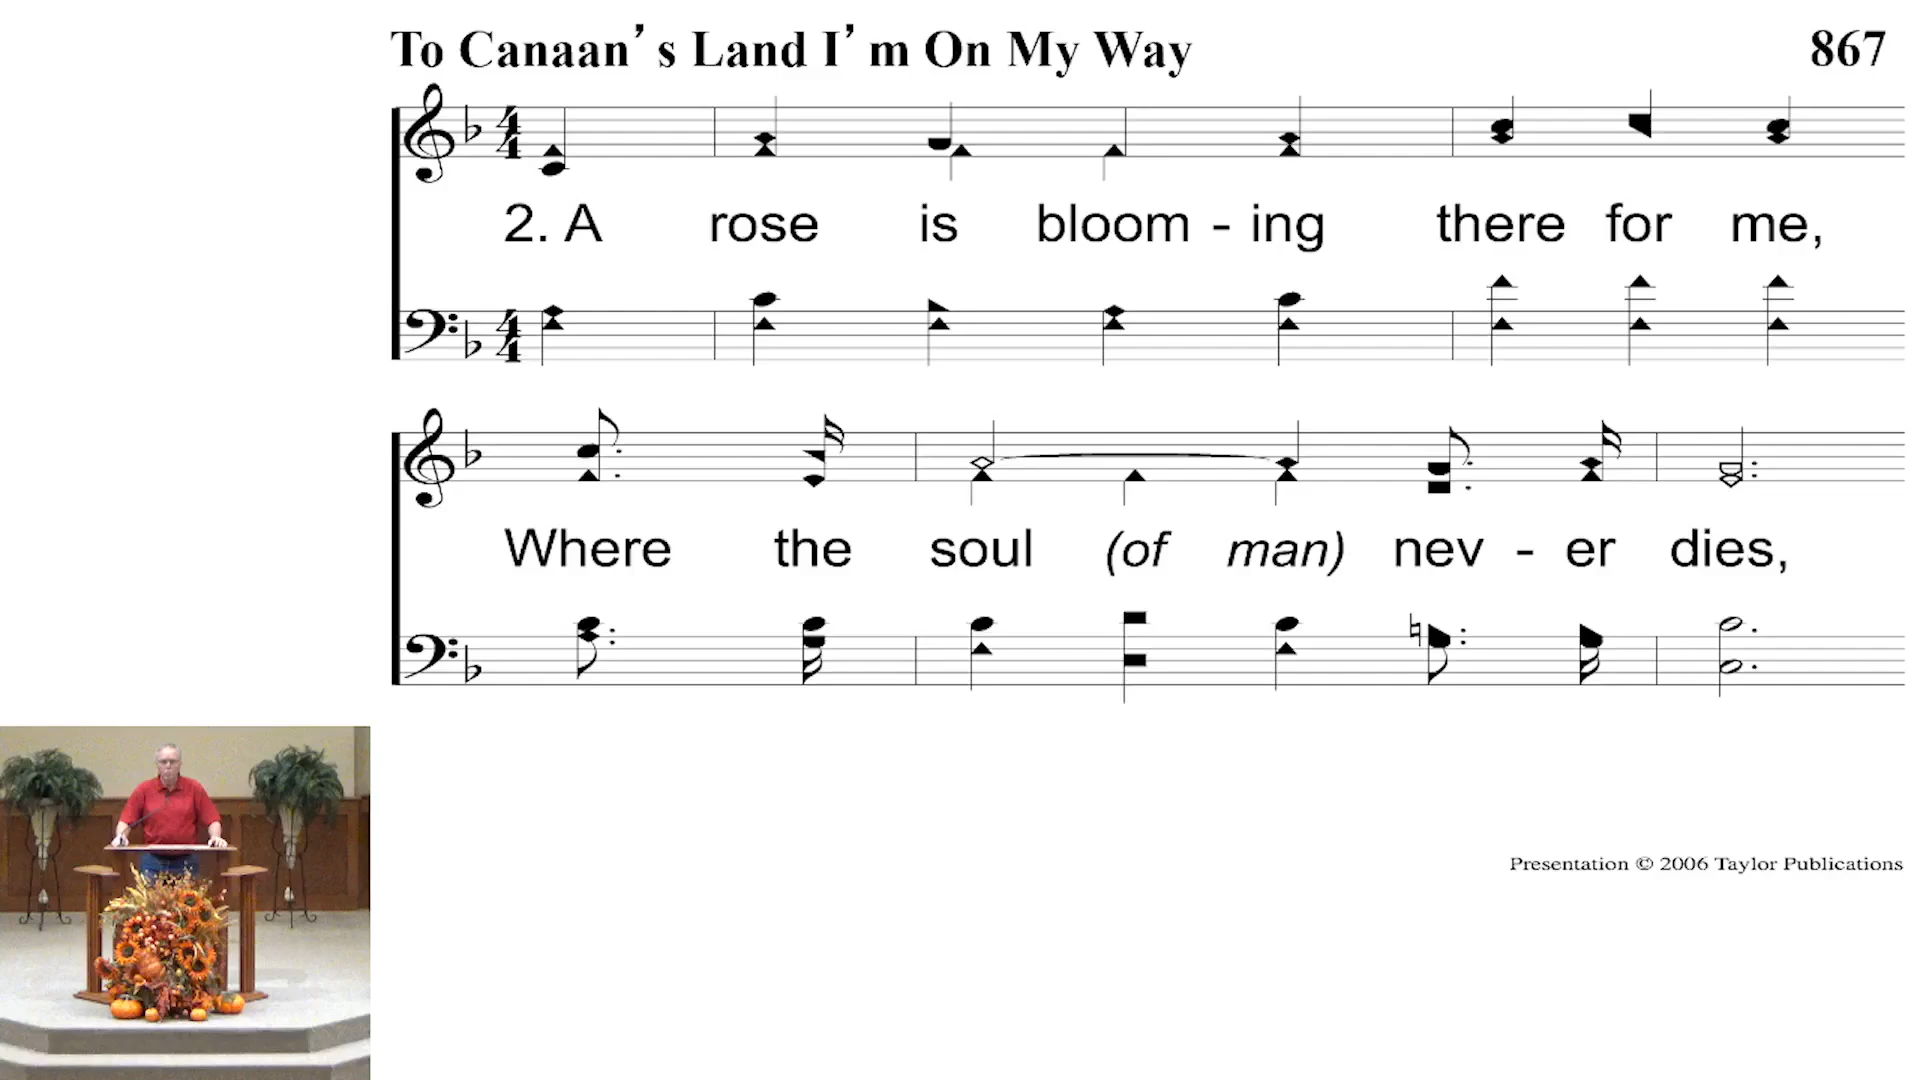 To Canaan’s Land I’m On My Way 867
2. A rose is bloom - ing there for me,
Where the soul (of man) nev - er dies,
Presentation © 2006 Taylor Publications